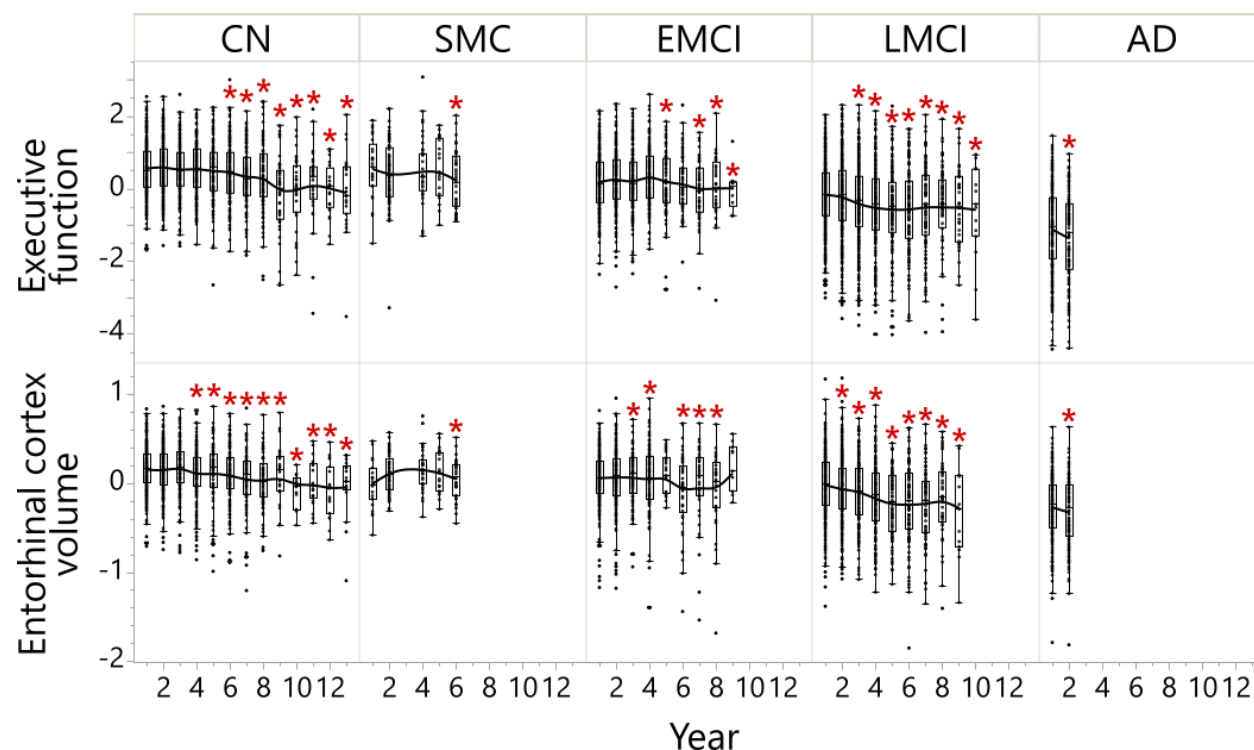 CN SMC EMCI LMCI AD
Executive
function
2
0
-2
-4
* * * * * * * *
*
* * * *
* * * * * * * *
*
Entorhinal cortex
volume
1
0
-1
-2
* * * * * * * * * *
*
* * * * *
* * * * * * * *
*
2 4 6 8 10 12 2 4 6 8 10 12 2 4 6 8 10 12 2 4 6 8 10 12 2 4 6 8 10 12
Year